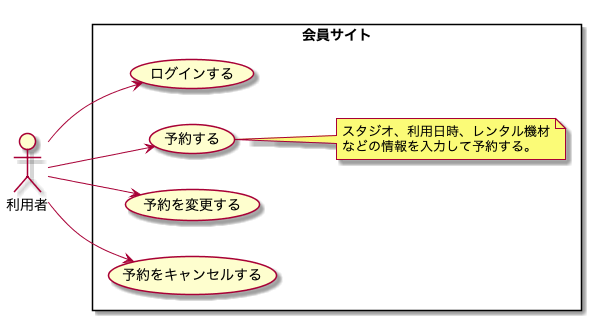 会員サイト
ログインする
予約する
スタジオ、利用日時、レンタル機材
などの情報を入力して予約する。
利用者
予約を変更する
予約をキャンセルする